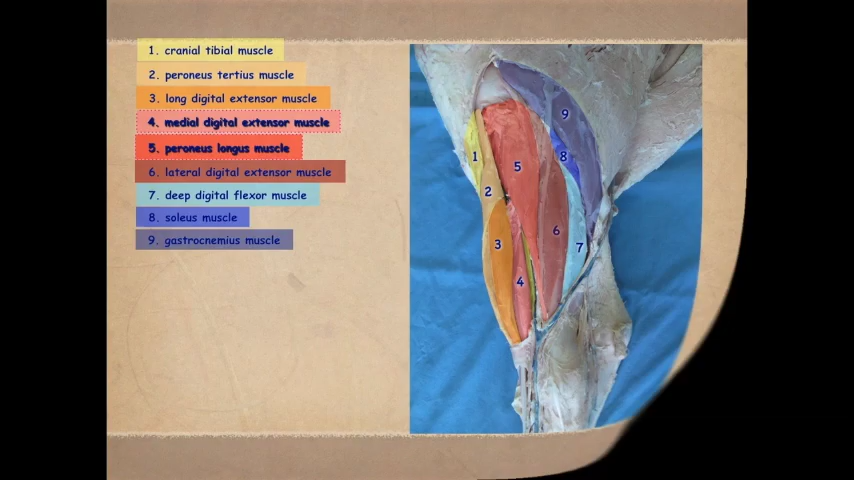 1. cranial tibial muscle
2. peroneus tertius muscle
3. long digital extensor muscle
4. medial digital extensor muscle
5. peroneus longus muscle
6. lateral digital extensor muscle
7. deep digital flexor muscle
8. soleus muscle
9. gastrocnemius muscle
9
1
5
8
2
6
3
7
4